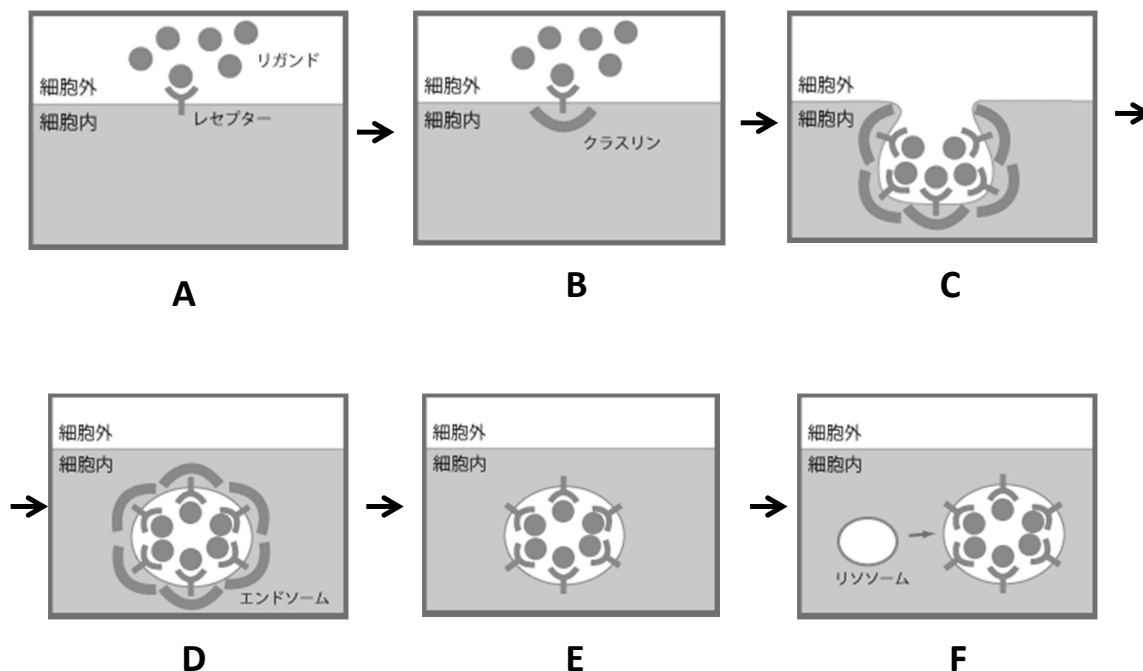 リガンド
細胞外
細胞内
レセプター
A
細胞外
細胞内
クラスリン
B
細胞外
細胞内
C
細胞外
細胞内
エンドソーム
D
細胞外
細胞内
E
細胞外
細胞内
リソソーム
F